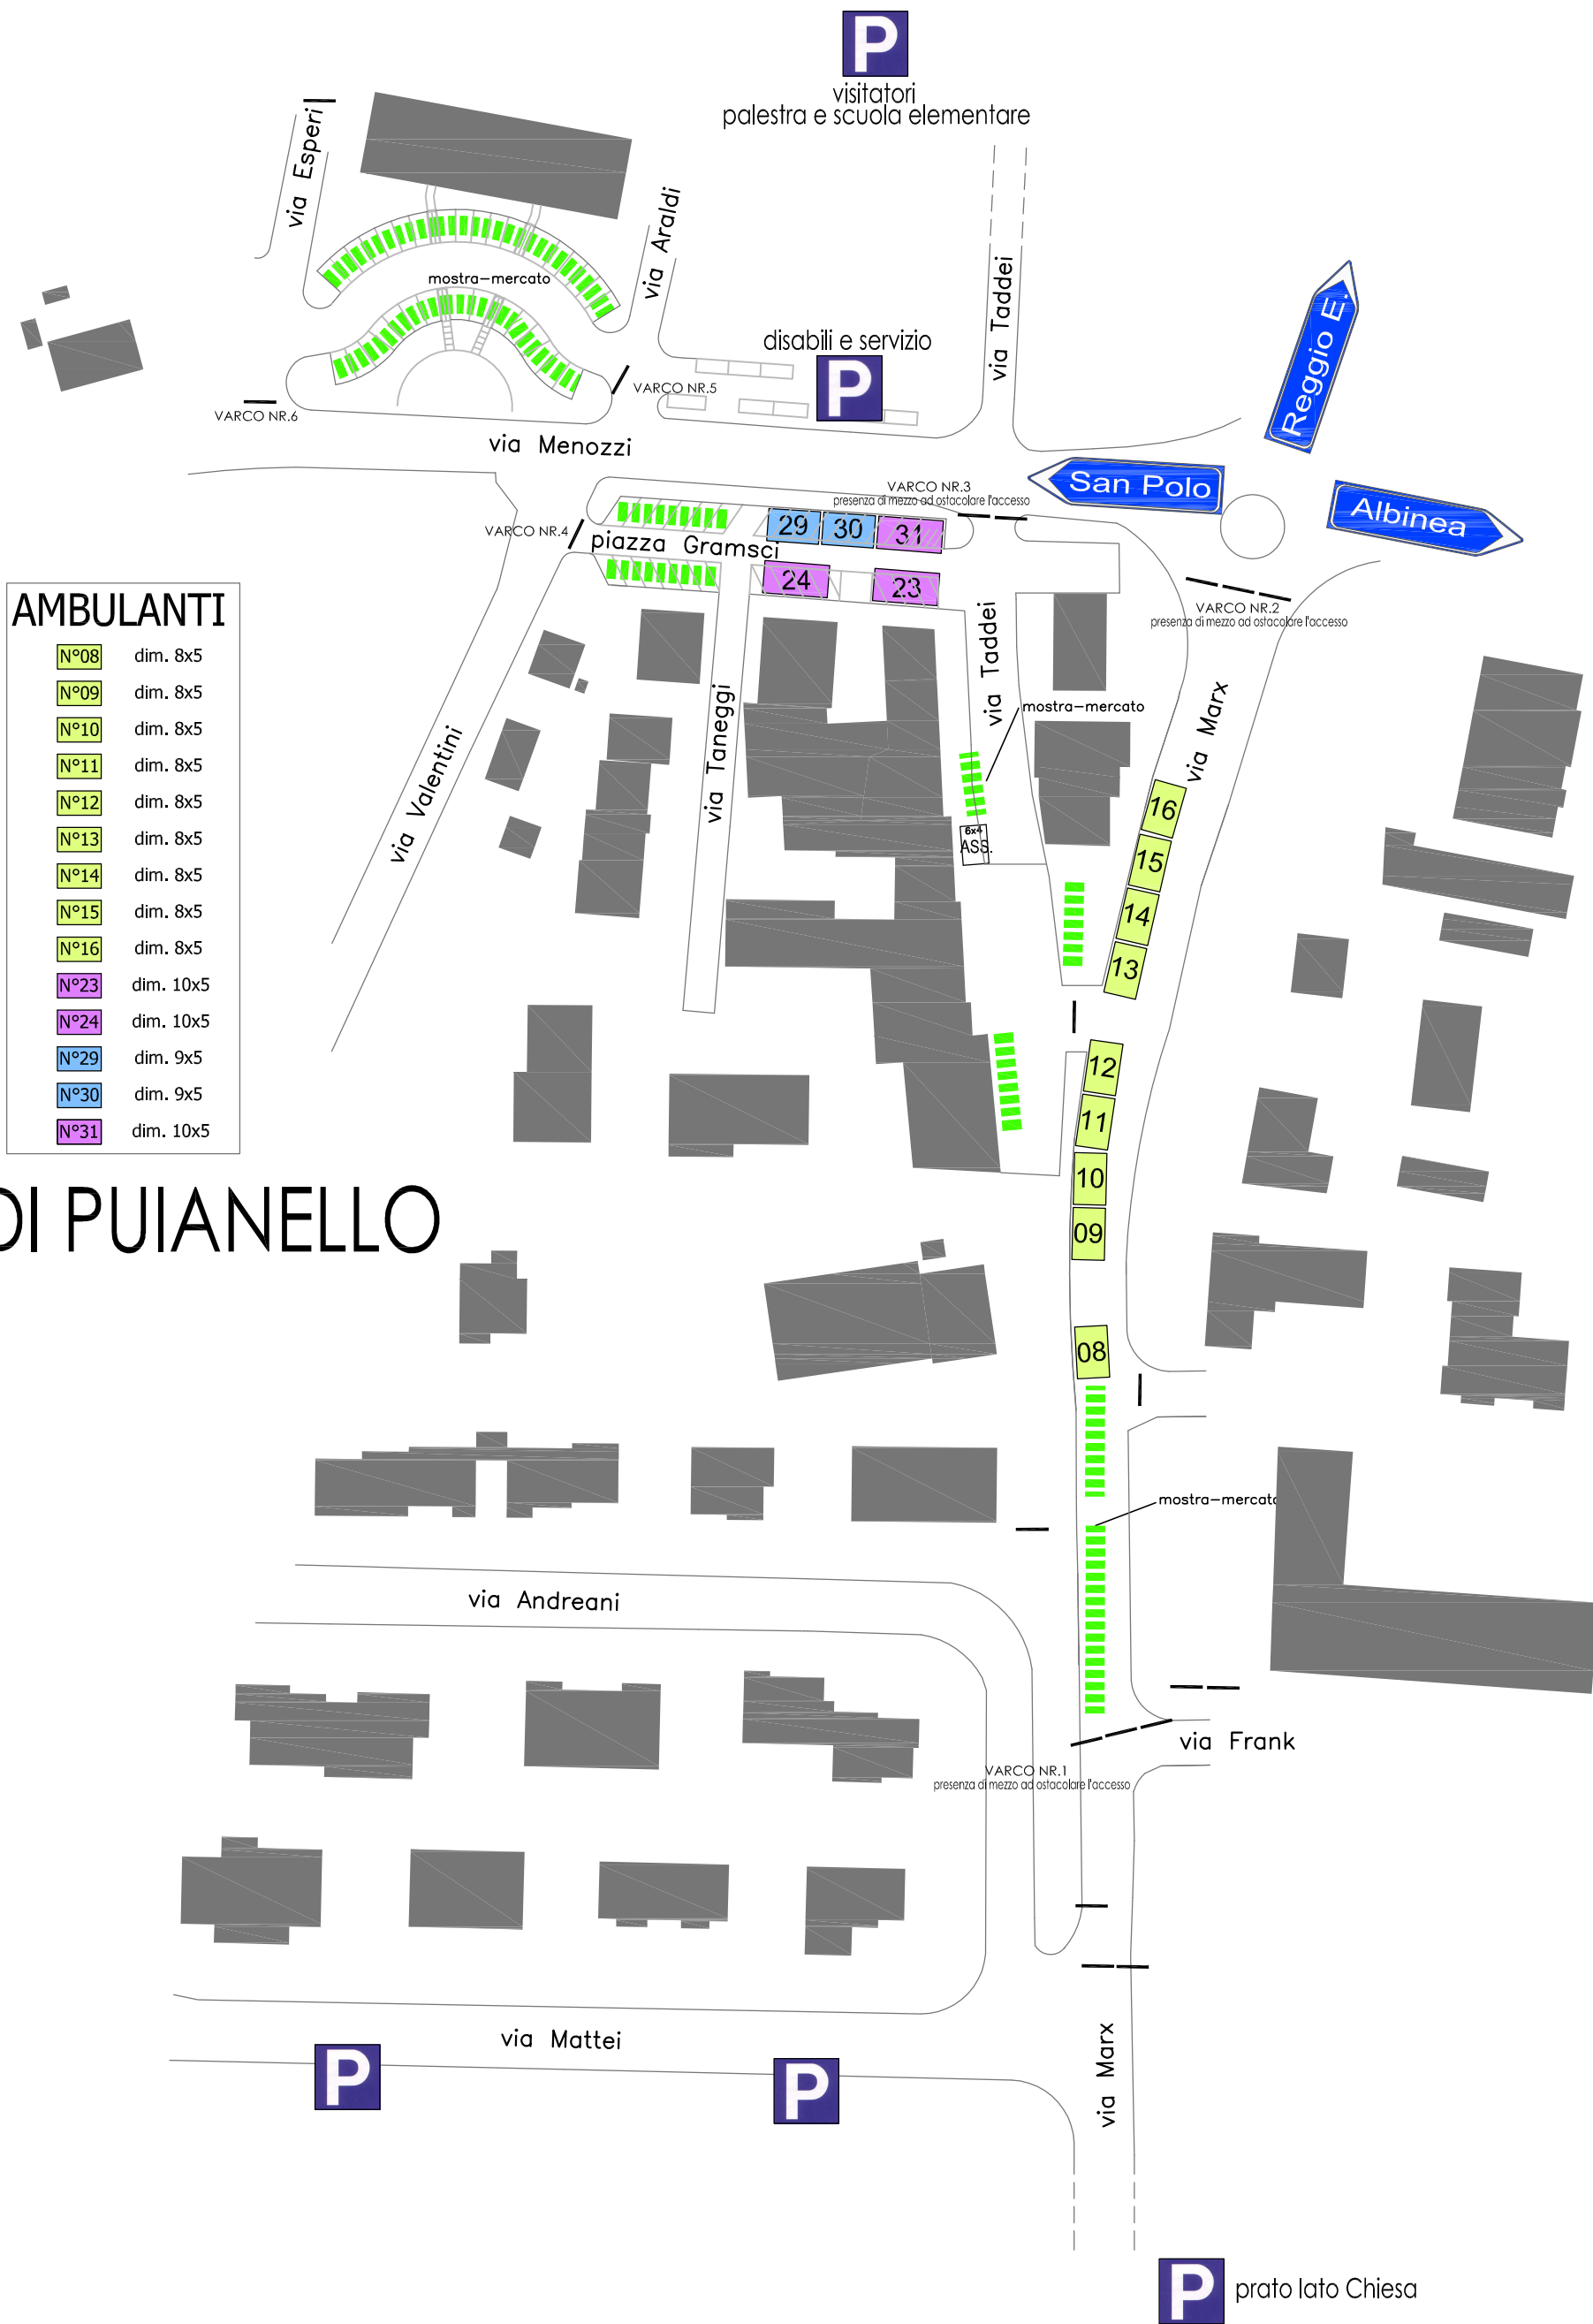 P
visitatori
palestra e scuola elementare
via Esperi
via Araldi
via Taddei
mostra-mercato
disabili e servizio
P
VARCO NR.5
VARCO NR.6
via Menozzi
Reggio E.
San Polo
Albinea
VARCO NR.3
presenza di mezzo ad ostacolare l'accesso
VARCO NR.4
piazza Gramsci
29
30
31
24
23
VARCO NR.2
presenza di mezzo ad ostacolare l'accesso
AMBULANTI
N°08 dim. 8x5
N°09 dim. 8x5
N°10 dim. 8x5
N°11 dim. 8x5
N°12 dim. 8x5
N°13 dim. 8x5
N°14 dim. 8x5
N°15 dim. 8x5
N°16 dim. 8x5
N°23 dim. 10x5
N°24 dim. 10x5
N°29 dim. 9x5
N°30 dim. 9x5
N°31 dim. 10x5
via Valentini
via Taneggi
via Taddei
mostra-mercato
via Marx
6x4
ASS.
16
15
14
13
12
11
10
09
08
DI PUIANELLO
mostra-mercato
via Andreani
via Frank
VARCO NR.1
presenza di mezzo ad ostacolare l'accesso
via Mattei
P
P
via Marx
P
prato lato Chiesa